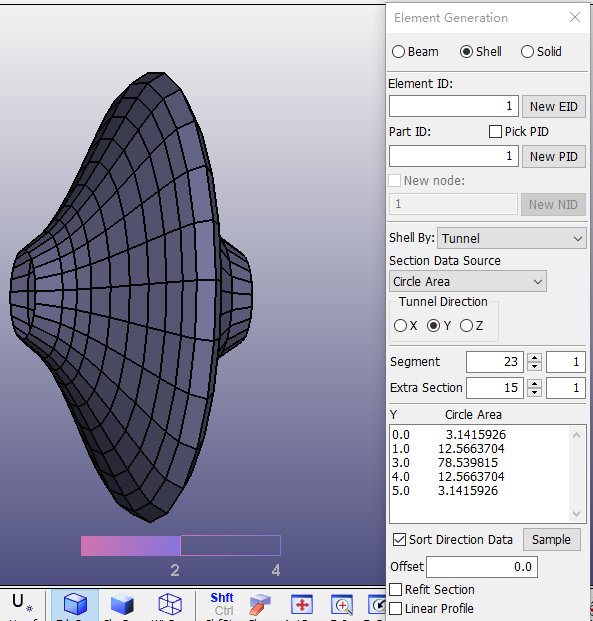 Element Generation
Beam Shell Solid
Element ID:
1 New EID
Part ID: Pick PID
1 New PID
New node:
1 New NID
Shell By: Tunnel
Section Data Source
Circle Area
Tunnel Direction
X Y Z
Segment 23 1
Extra Section 15 1
Y Circle Area
0.0 3.1415926
1.0 12.5663704
3.0 78.539815
4.0 12.5663704
5.0 3.1415926
Sort Direction Data Sample
Offset 0.0
Refit Section
Linear Profile
2 4
U
Shft
Ctrl